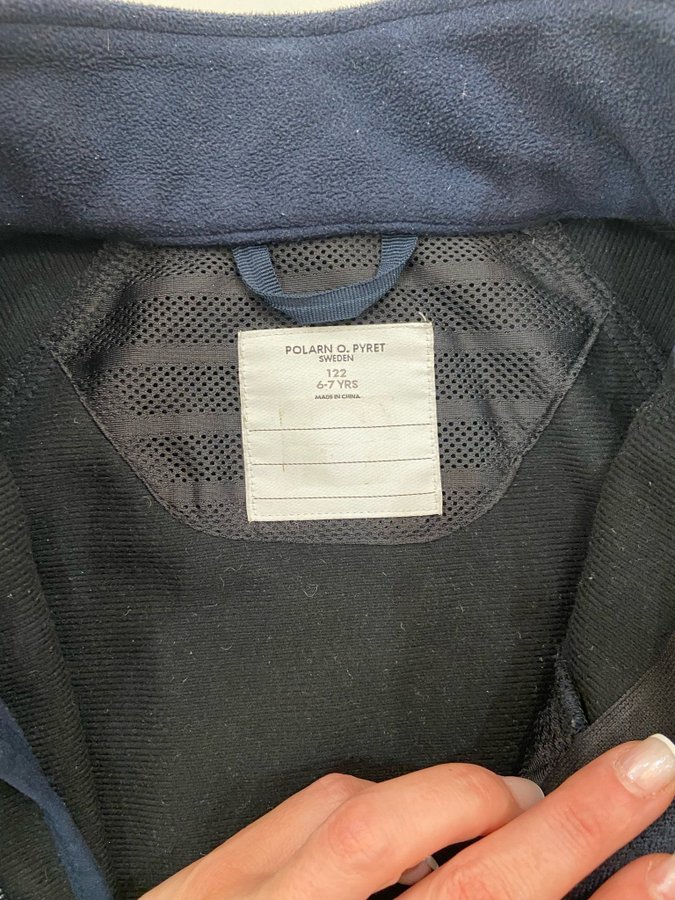 POLARN O. PYRET
SWEDEN
122
6-7 YRS
MADE IN CHINA